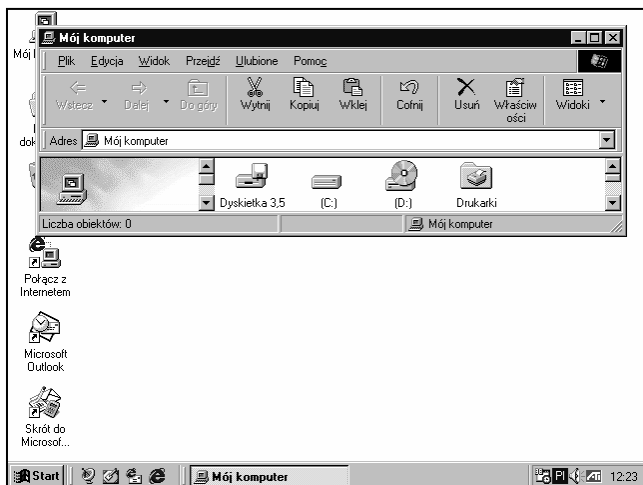 Mój komputer
Plik Edycja Widok Przejdź Ulubione Pomoc
Wstecz Dalej Do góry Wytnij Kopiuj Wklej Cofnij Usuń Właściw
ości Widoki
Adres Mój komputer
Dyskietka 3,5 (C:) (D:) Drukarki
Liczba obiektów: 0 Mój komputer
Połącz z
Internetem
Microsoft
Outlook
Skrót do
Microsof...
Start Mój komputer Pl 12:23